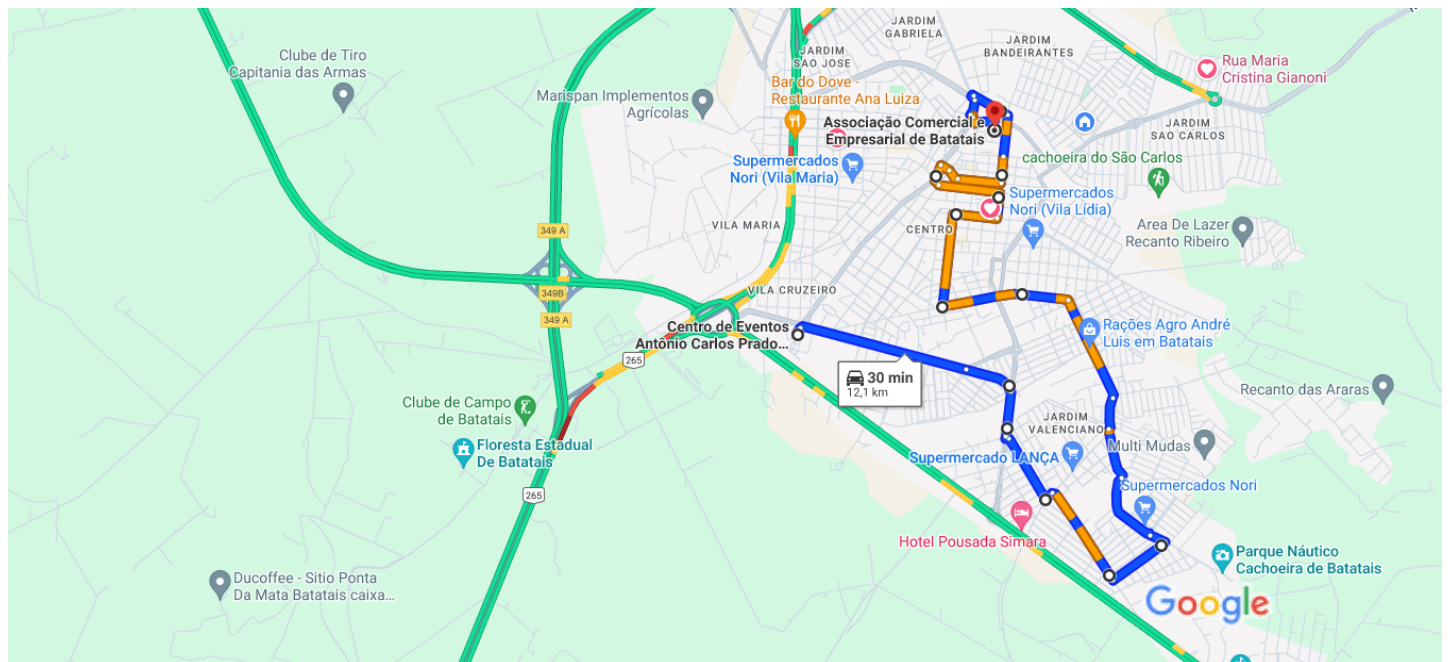 Clube de Tiro
Capitania das Armas
Marispan Implementos
Agrícolas
JARDIM
SAO JOSE
JARDIM
GABRIELA
JARDIM
BANDEIRANTES
Rua Maria
Cristina Gianoni
Bar do Dove -
Restaurante Ana Luiza
Associação Comercial e
Empresarial de Batatais
JARDIM
SAO CARLOS
cachoeira do São Carlos
Supermercados
Nori (Vila Maria)
Supermercados
Nori (Vila Lídia)
VILA MARIA
CENTRO
Area De Lazer
Recanto Ribeiro
349 A
349B
349 A
VILA CRUZEIRO
Centro de Eventos
Antônio Carlos Prado...
265
30 min
12,1 km
Rações Agro André
Luis em Batatais
Recanto das Araras
Clube de Campo
de Batatais
Floresta Estadual
De Batatais
JARDIM
VALENCIANO
Multi Mudas
Supermercado LANÇA
Supermercados Nori
265
Hotel Pousada Simara
Parque Náutico
Cachoeira de Batatais
Ducoffee - Sitio Ponta
Da Mata Batatais caixa...
Google